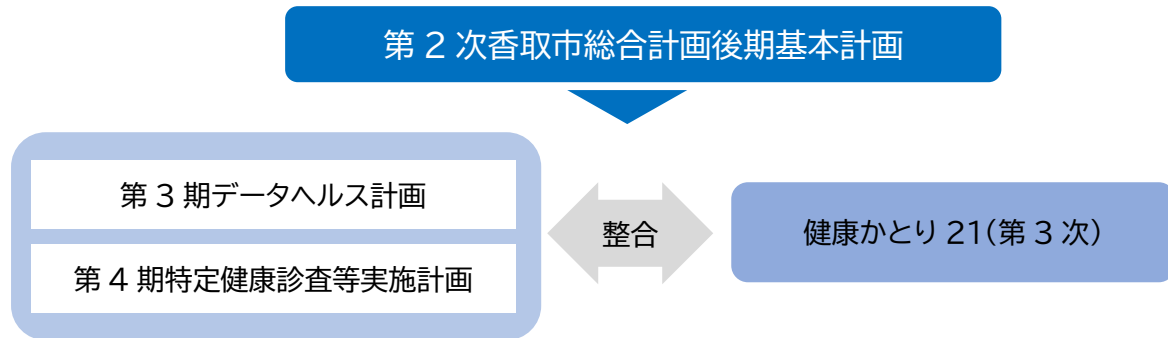 第 2 次香取市総合計画後期基本計画
第 3 期データヘルス計画
第 4 期特定健康診査等実施計画
整合
健康かとり 21(第 3 次)